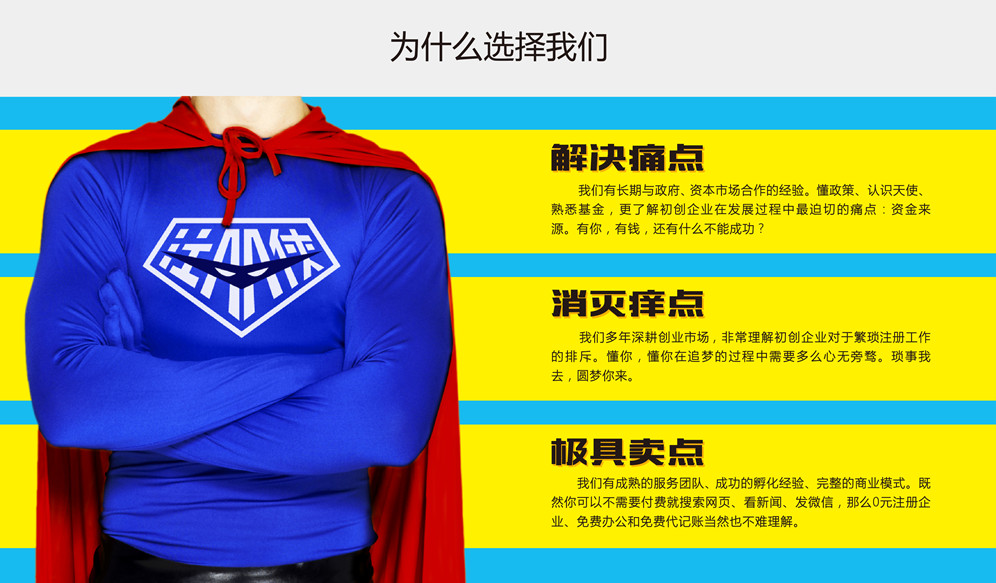 为什么选择我们
注册侠
解决痛点
我们有长期与政府、资本市场合作的经验。懂政策、认识天使、
熟悉基金，更了解初创企业在发展过程中最迫切的痛点：资金来
源。有你，有钱，还有什么不能成功？
消灭痒点
我们多年深耕创业市场，非常理解初创企业对于繁琐注册工作
的排斥。懂你，懂你在追梦的过程中需要多么心无旁骛。琐事我
去，圆梦你来。
极具卖点
我们有成熟的服务团队、成功的孵化经验、完整的商业模式。既
然你可以不需要付费就搜索网页、看新闻、发微信，那么0元注册企
业、免费办公和免费代记账当然也不难理解。